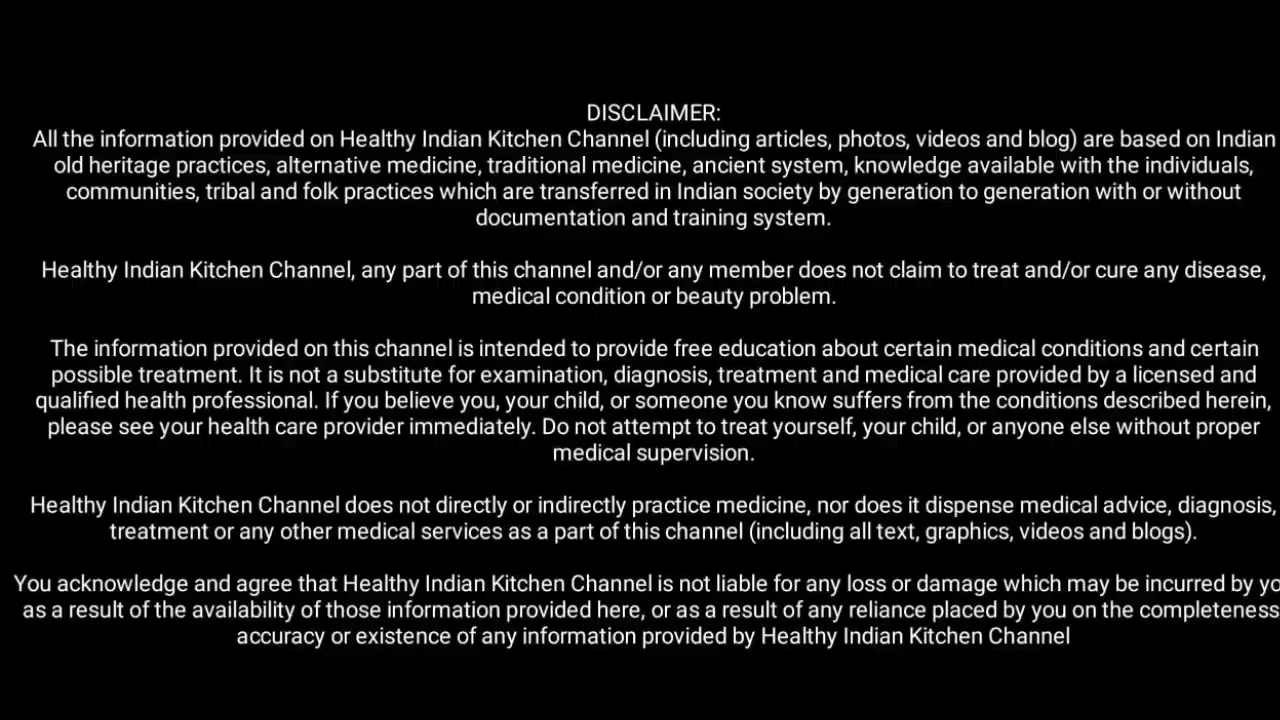 DISCLAIMER:
All the information provided on Healthy Indian Kitchen Channel (including articles, photos, videos and blog) are based on Indian
old heritage practices, alternative medicine, traditional medicine, ancient system, knowledge available with the individuals,
communities, tribal and folk practices which are transferred in Indian society by generation to generation with or without
documentation and training system.
Healthy Indian Kitchen Channel, any part of this channel and/or any member does not claim to treat and/or cure any disease,
medical condition or beauty problem.
The information provided on this channel is intended to provide free education about certain medical conditions and certain
possible treatment. It is not a substitute for examination, diagnosis, treatment and medical care provided by a licensed and
qualified health professional. If you believe you, your child, or someone you know suffers from the conditions described herein,
please see your health care provider immediately. Do not attempt to treat yourself, your child, or anyone else without proper
medical supervision.
Healthy Indian Kitchen Channel does not directly or indirectly practice medicine, nor does it dispense medical advice, diagnosis,
treatment or any other medical services as a part of this channel (including all text, graphics, videos and blogs).
You acknowledge and agree that Healthy Indian Kitchen Channel is not liable for any loss or damage which may be incurred by yo
as a result of the availability of those information provided here, or as a result of any reliance placed by you on the completeness
accuracy or existence of any information provided by Healthy Indian Kitchen Channel